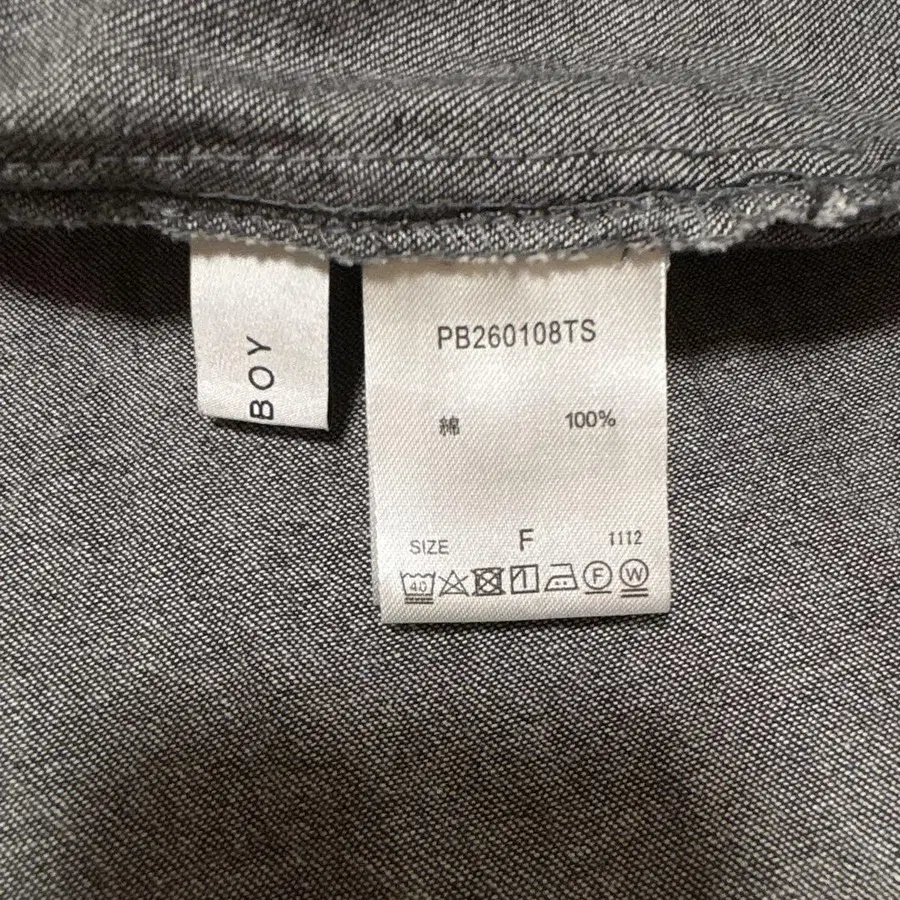 BOY
PB260108TS
綿 100%
SIZE F 1112
40 F W